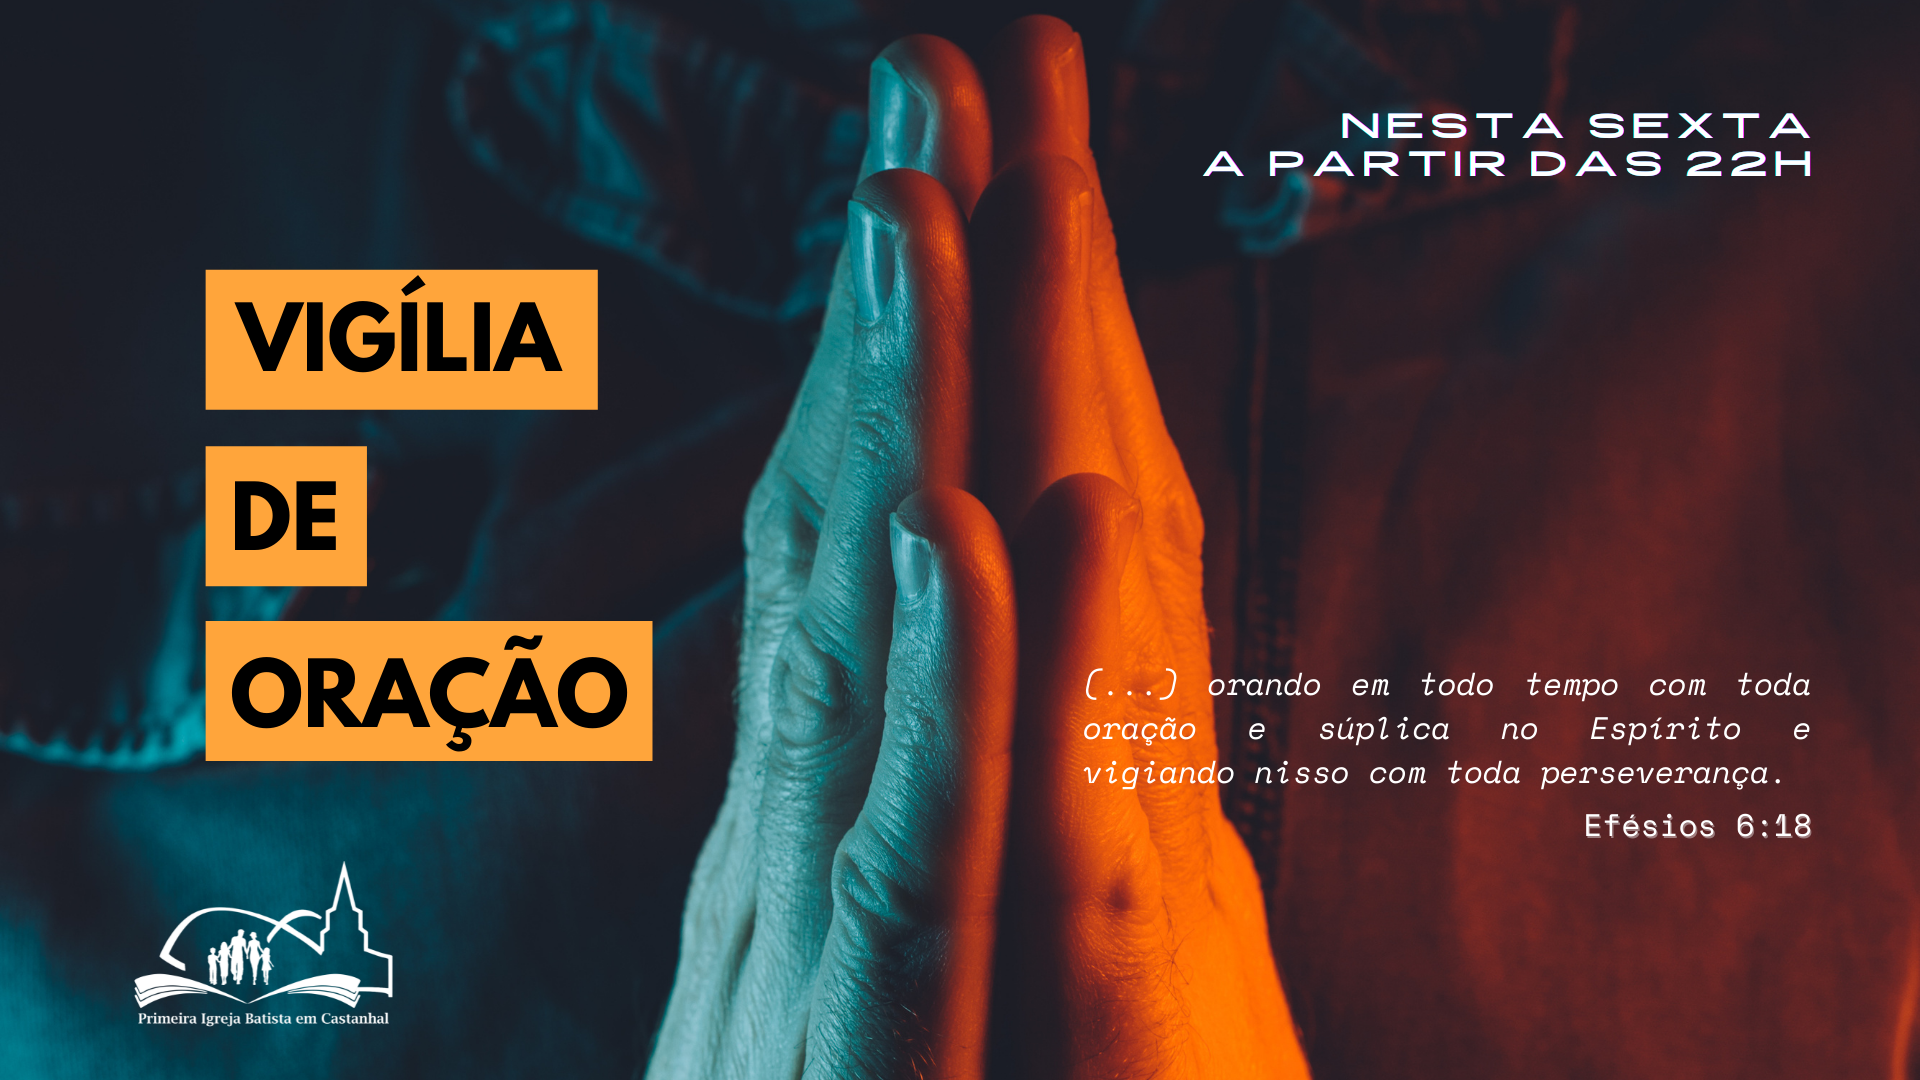 NESTA SEXTA
A PARTIR DAS 22H
VIGÍLIA
DE
ORAÇÃO
(...) orando em todo tempo com toda
oração e súplica no Espírito e
vigiando nisso com toda perseverança.
Efésios 6:18
Primeira Igreja Batista em Castanhal